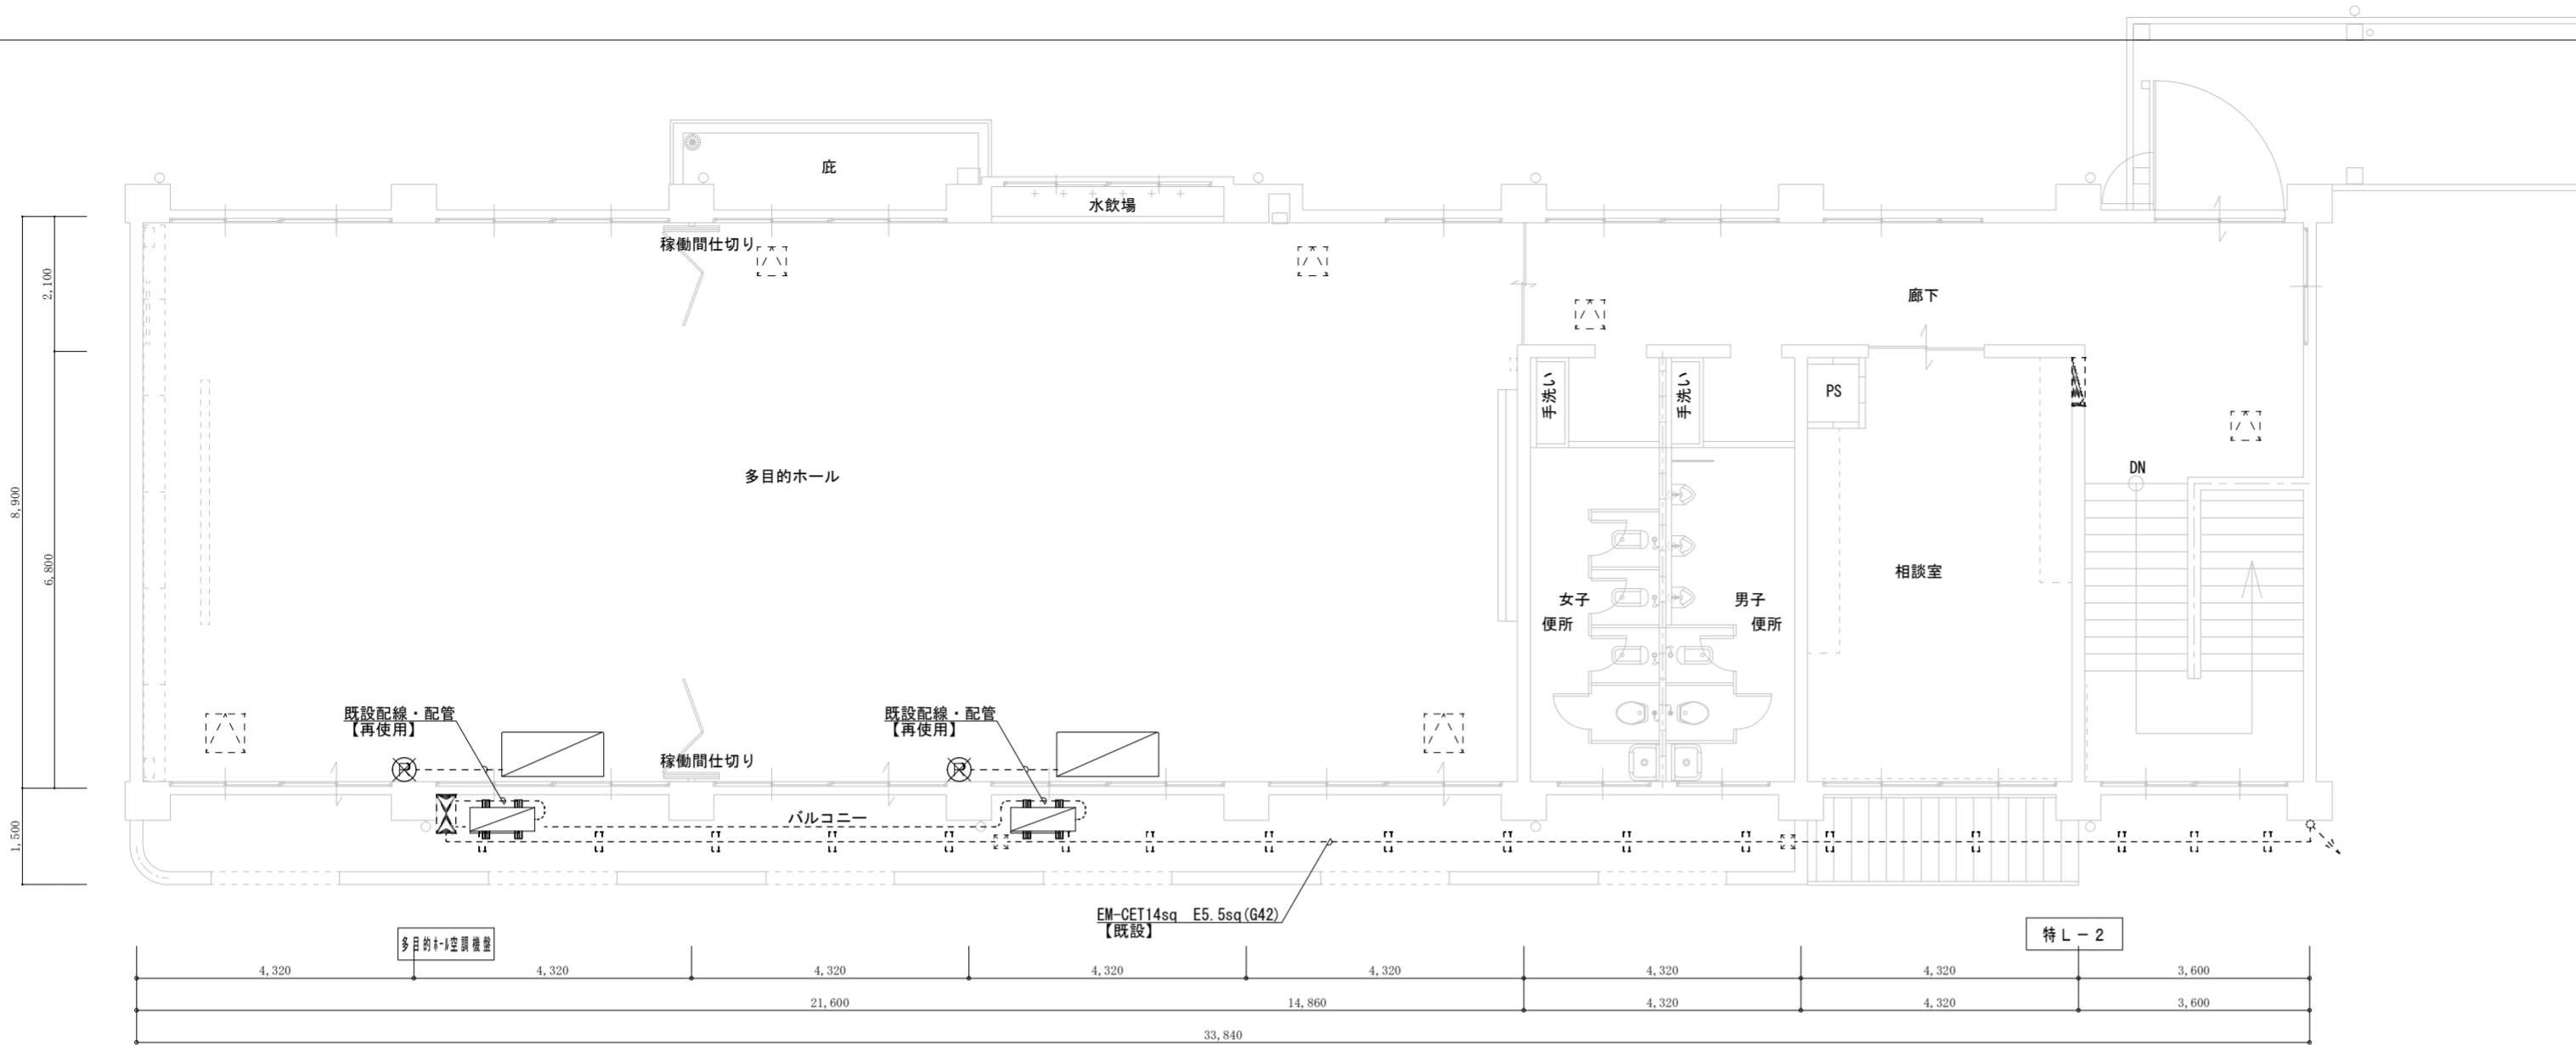 庇
水飲場
稼働間仕切り
廊下
2,100
手洗い
手洗い
PS
DN
多目的ホール
8,900
6,800
相談室
女子
便所
男子
便所
既設配線・配管
【再使用】
既設配線・配管
【再使用】
稼働間仕切り
R
R
バルコニー
1,500
EM-CET14sq E5.5sq(G42)
【既設】
多目的ホール空調機盤
特L－2
4,320 4,320 4,320 4,320 4,320 4,320 4,320 3,600
21,600 14,860 4,320 4,320 3,600
33,840